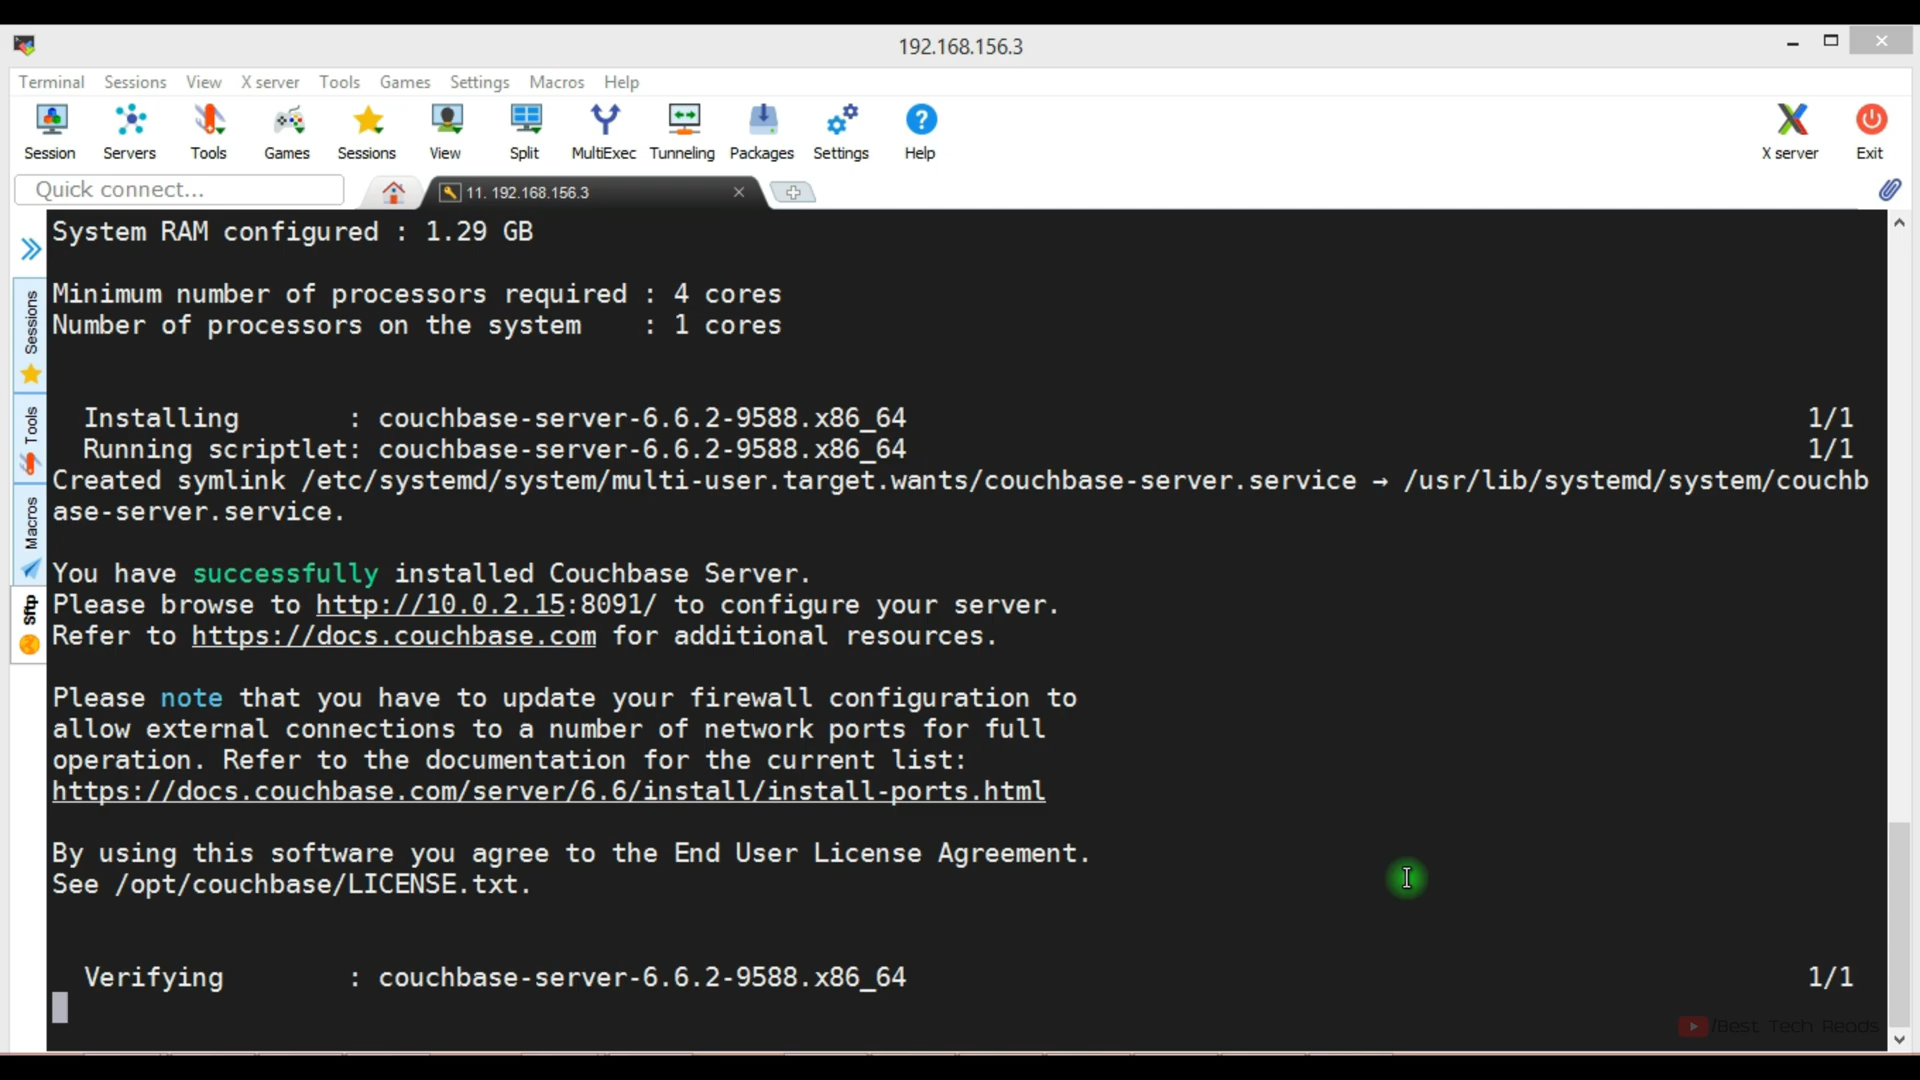 192.168.156.3
Terminal Sessions View X server Tools Games Settings Macros Help
Session Servers Tools Games Sessions View Split MultiExec Tunneling Packages Settings Help X server Exit
Quick connect...
11. 192.168.156.3
Sessions
Tools
Macros
Sftp
System RAM configured : 1.29 GB
Minimum number of processors required : 4 cores
Number of processors on the system : 1 cores
Installing : couchbase-server-6.6.2-9588.x86_64 1/1
Running scriptlet: couchbase-server-6.6.2-9588.x86_64 1/1
Created symlink /etc/systemd/system/multi-user.target.wants/couchbase-server.service → /usr/lib/systemd/system/couchb
ase-server.service.
You have successfully installed Couchbase Server.
Please browse to http://10.0.2.15:8091/ to configure your server.
Refer to https://docs.couchbase.com for additional resources.
Please note that you have to update your firewall configuration to
allow external connections to a number of network ports for full
operation. Refer to the documentation for the current list:
https://docs.couchbase.com/server/6.6/install/install-ports.html
By using this software you agree to the End User License Agreement.
See /opt/couchbase/LICENSE.txt.
Verifying : couchbase-server-6.6.2-9588.x86_64 1/1
/Best Tech Reads